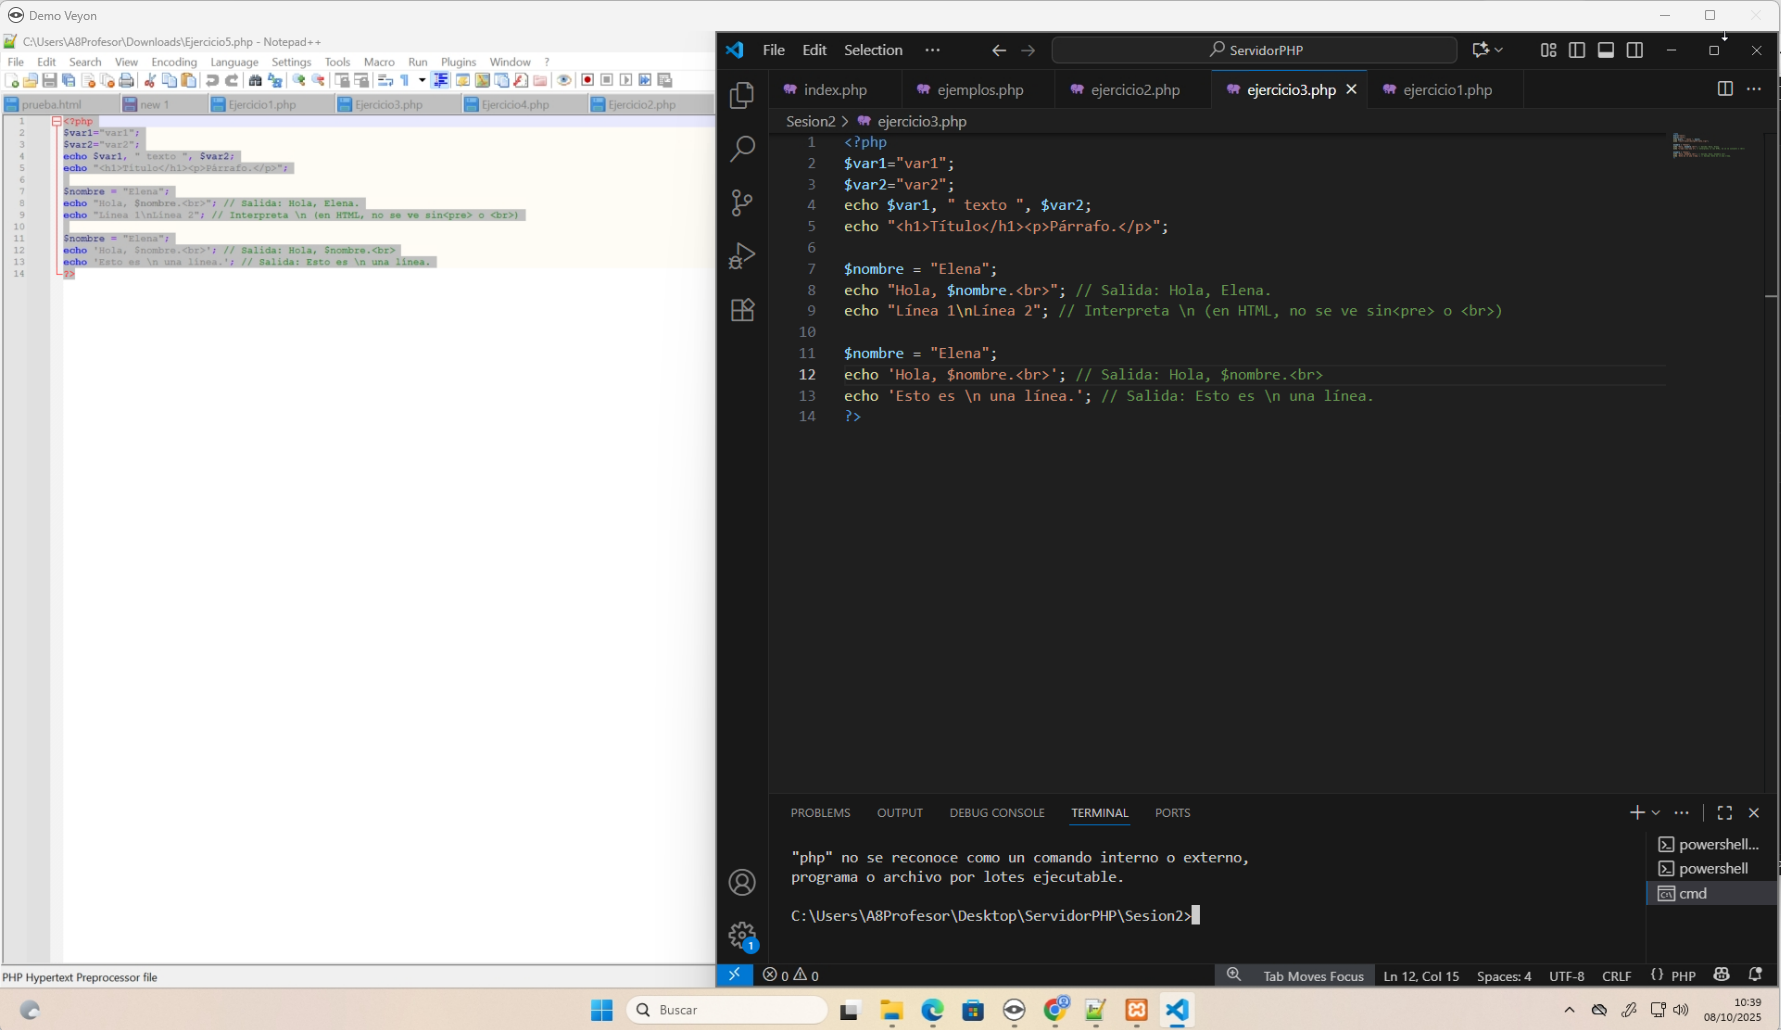 Demo Veyon
C:\Users\A8Profesor\Downloads\Ejercicio5.php - Notepad++
File Edit Search View Encoding Language Settings Tools Macro Run Plugins Window ?
prueba.html new 1 Ejercicio1.php Ejercicio3.php Ejercicio4.php Ejercicio2.php
1 <?php
2 $var1="var1";
3 $var2="var2";
4 echo $var1, " texto ", $var2;
5 echo "<h1>Título</h1><p>Párrafo.</p>";
6
7 $nombre = "Elena";
8 echo "Hola, $nombre.<br>"; // Salida: Hola, Elena.
9 echo "Línea 1\nLínea 2"; // Interpreta \n (en HTML, no se ve sin<pre> o <br>)
10
11 $nombre = "Elena";
12 echo 'Hola, $nombre.<br>'; // Salida: Hola, $nombre.<br>
13 echo 'Esto es \n una línea.'; // Salida: Esto es \n una línea.
14 ?>
PHP Hypertext Preprocessor file
File Edit Selection ··· ServidorPHP
index.php ejemplos.php ejercicio2.php ejercicio3.php ejercicio1.php
Sesion2 > ejercicio3.php
1 <?php
2 $var1="var1";
3 $var2="var2";
4 echo $var1, " texto ", $var2;
5 echo "<h1>Título</h1><p>Párrafo.</p>";
6
7 $nombre = "Elena";
8 echo "Hola, $nombre.<br>"; // Salida: Hola, Elena.
9 echo "Línea 1\nLínea 2"; // Interpreta \n (en HTML, no se ve sin<pre> o <br>)
10
11 $nombre = "Elena";
12 echo 'Hola, $nombre.<br>'; // Salida: Hola, $nombre.<br>
13 echo 'Esto es \n una línea.'; // Salida: Esto es \n una línea.
14 ?>
PROBLEMS OUTPUT DEBUG CONSOLE TERMINAL PORTS
"php" no se reconoce como un comando interno o externo,
programa o archivo por lotes ejecutable.
C:\Users\A8Profesor\Desktop\ServidorPHP\Sesion2>
powershell...
powershell
cmd
1
0 0 Tab Moves Focus Ln 12, Col 15 Spaces: 4 UTF-8 CRLF {} PHP
Buscar
10:39
08/10/2025